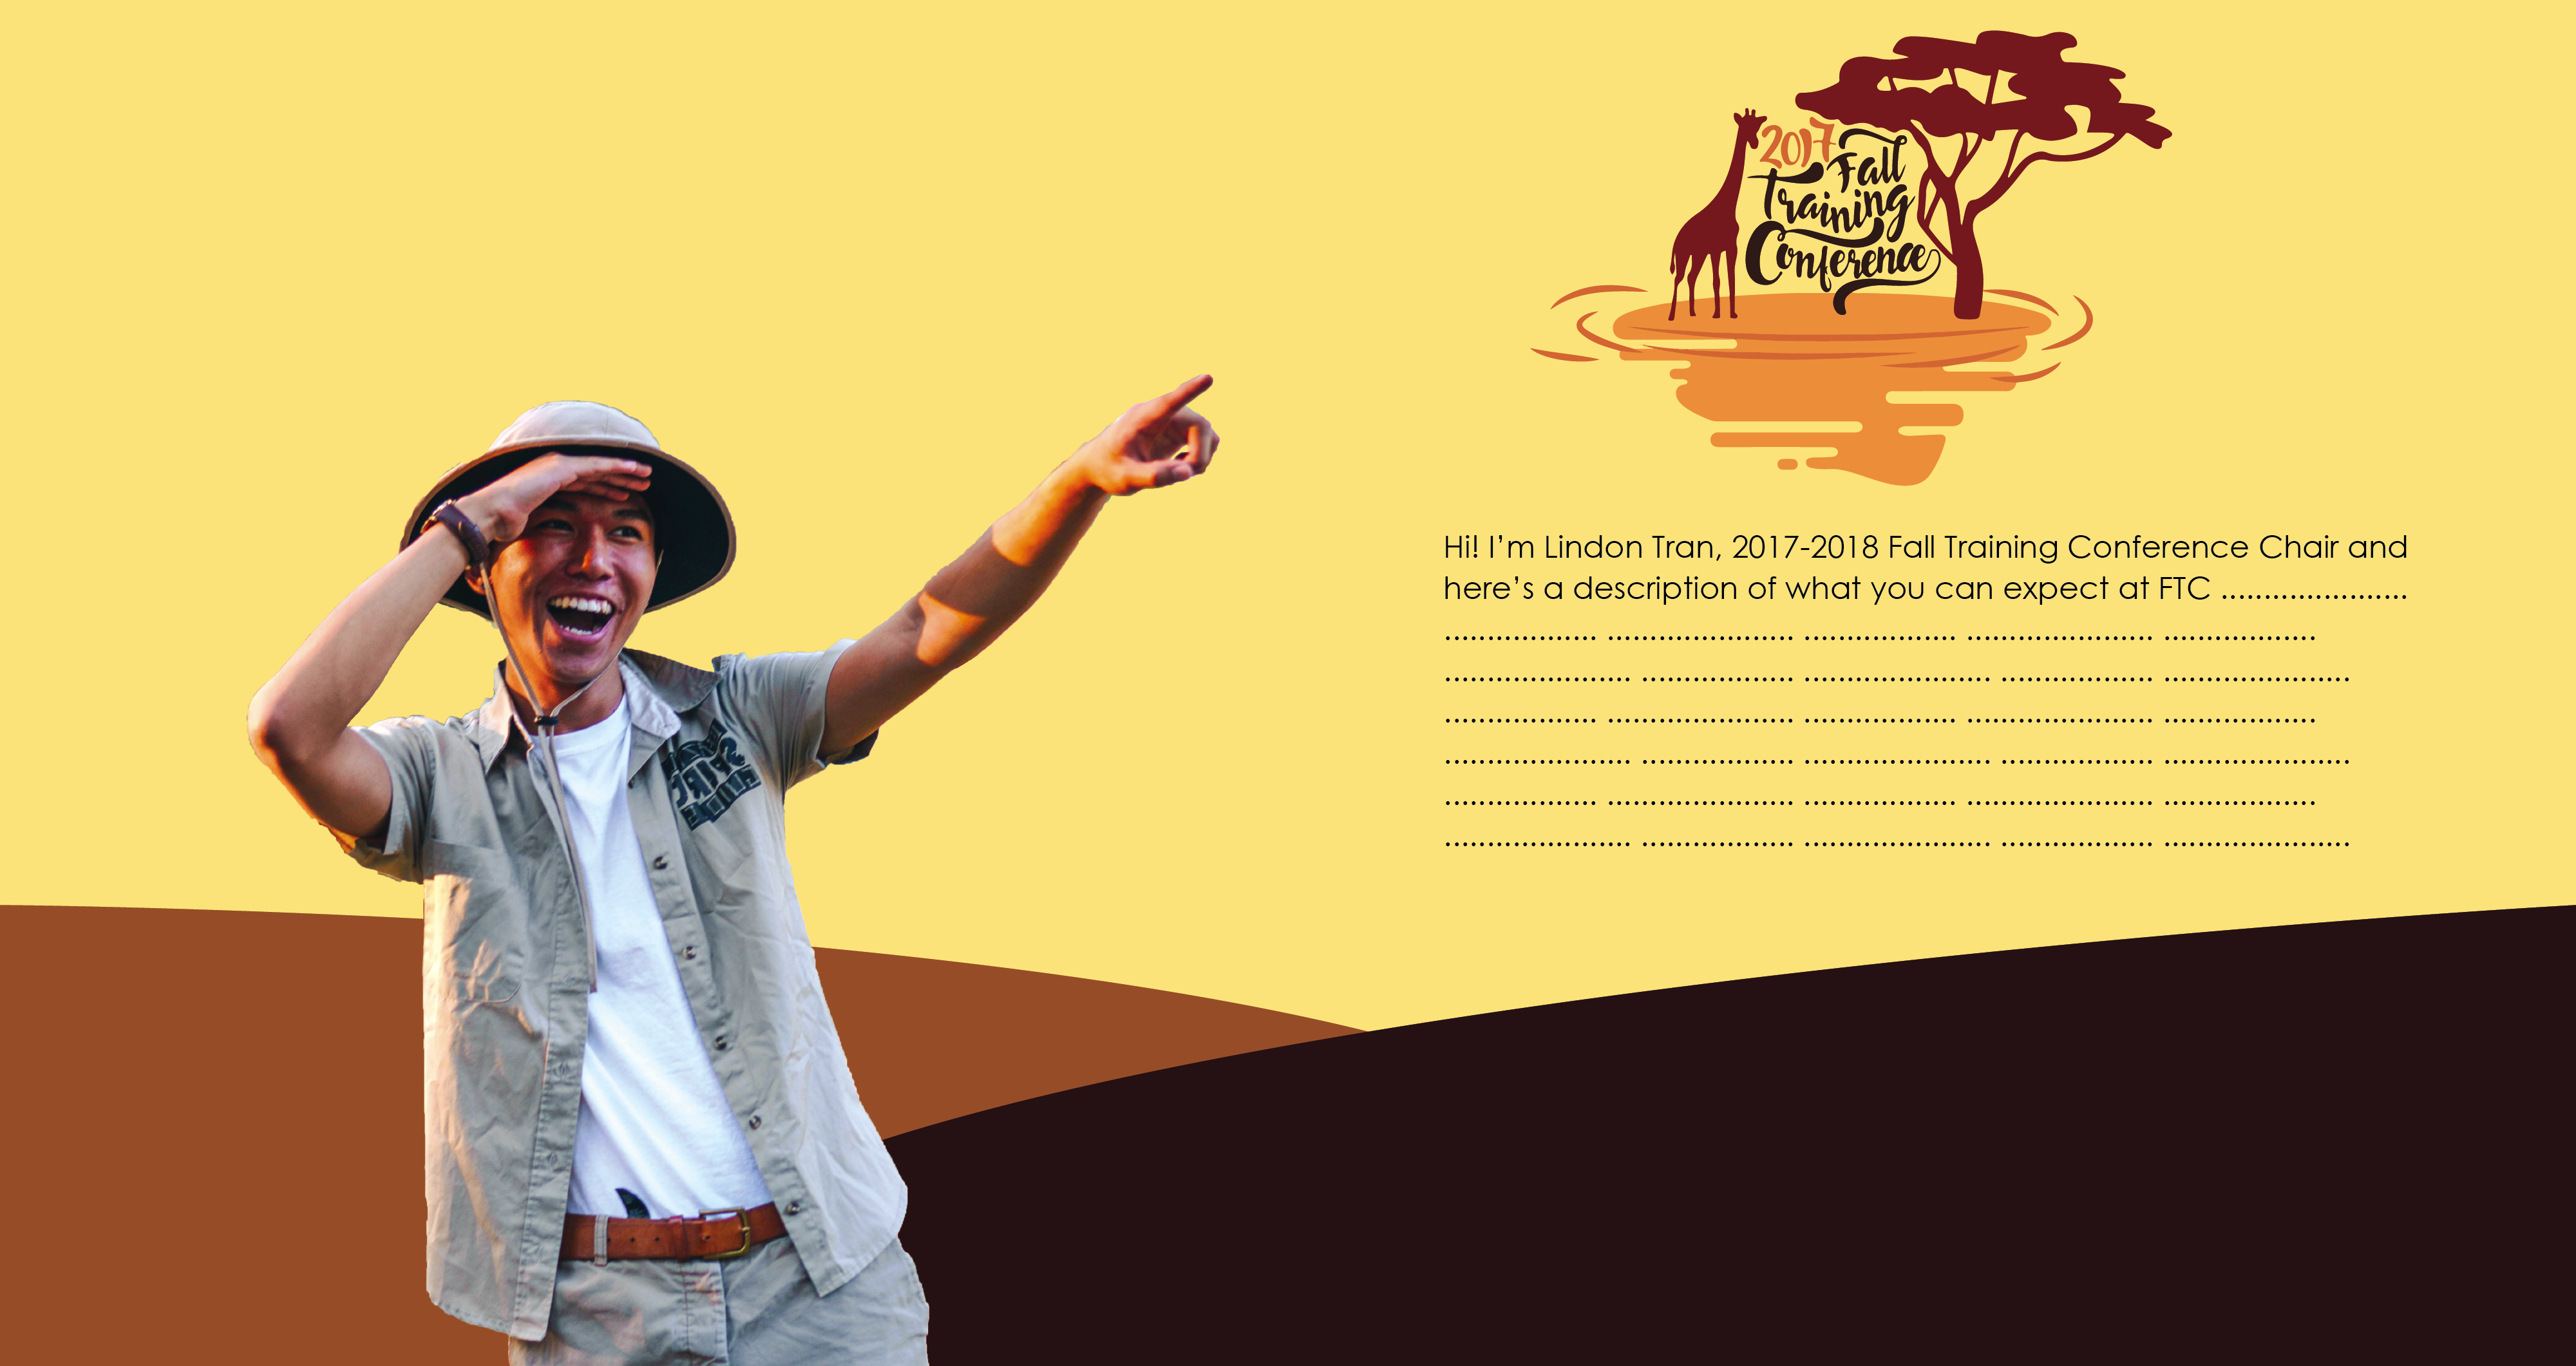 2017
Fall
Training
Conference
Hi! I’m Lindon Tran, 2017-2018 Fall Training Conference Chair and
here’s a description of what you can expect at FTC ......................
.................. ...................... .................. ...................... ..................
...................... .................. ...................... .................. ......................
.................. ...................... .................. ...................... ..................
...................... .................. ...................... .................. ......................
.................. ...................... .................. ...................... ..................
...................... .................. ...................... .................. ......................